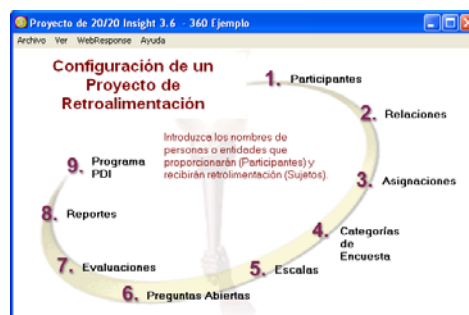 Proyecto de 20/20 Insight 3.6 - 360 Ejemplo
Archivo Ver WebResponse Ayuda
Configuración de un
Proyecto de
Retroalimentación
1. Participantes
2. Relaciones
Introduzca los nombres de
personas o entidades que
proporcionarán (Participantes) y
recibirán retrolimentación (Sujetos).
3. Asignaciones
4. Categorías
de
Encuesta
5. Escalas
6. Preguntas Abiertas
7. Evaluaciones
8. Reportes
9. Programa
PDI